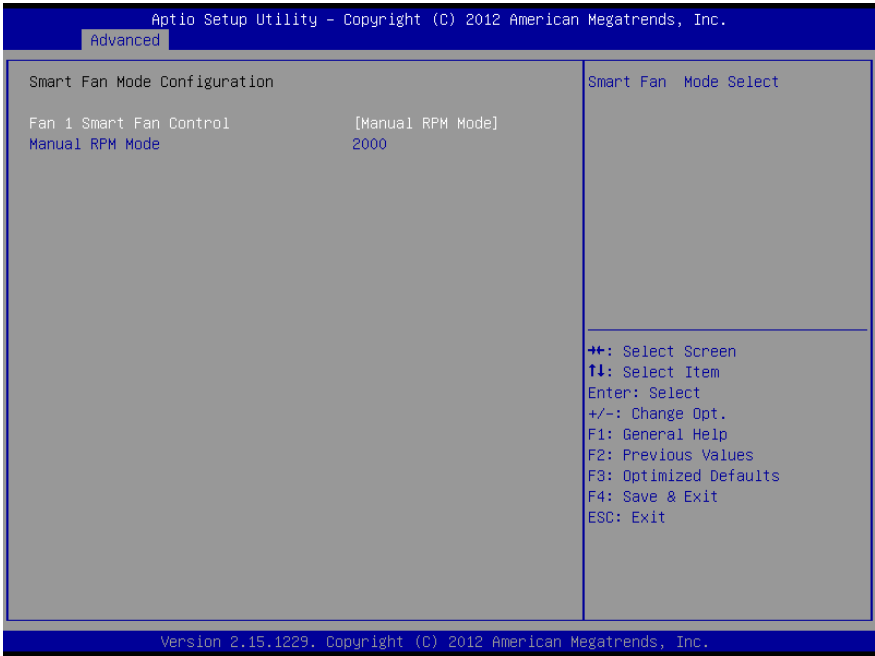 Aptio Setup Utility – Copyright (C) 2012 American Megatrends, Inc.
Advanced
Smart Fan Mode Configuration
Fan 1 Smart Fan Control [Manual RPM Mode]
Manual RPM Mode 2000
Smart Fan  Mode Select
→←: Select Screen
↑↓: Select Item
Enter: Select
+/-: Change Opt.
F1: General Help
F2: Previous Values
F3: Optimized Defaults
F4: Save & Exit
ESC: Exit
Version 2.15.1229. Copyright (C) 2012 American Megatrends, Inc.